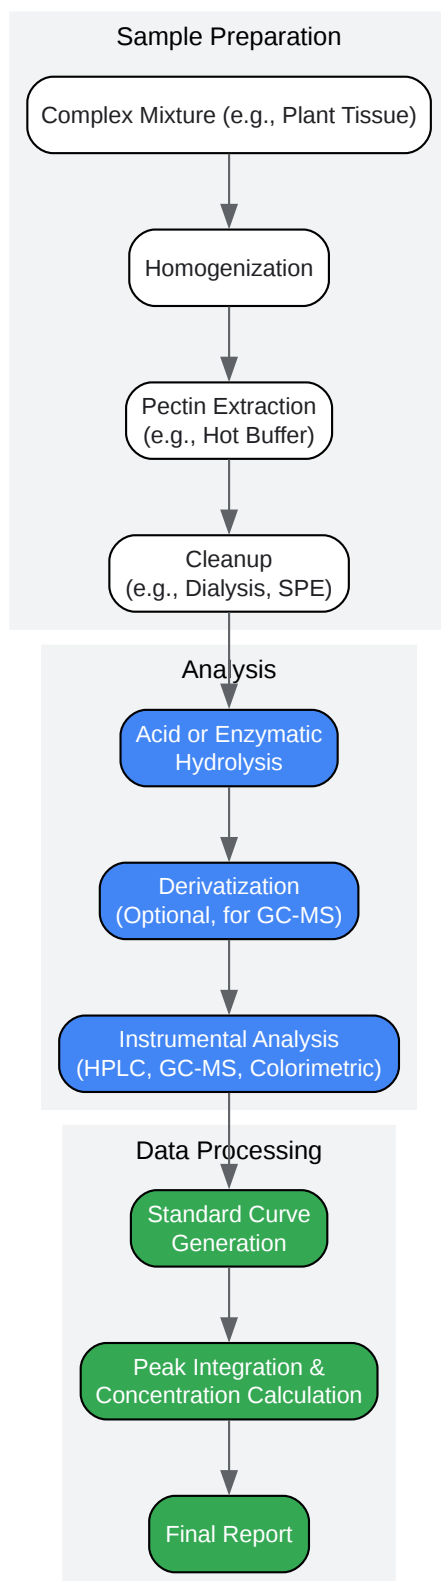 Sample Preparation
Complex Mixture (e.g., Plant Tissue)
Homogenization
Pectin Extraction
(e.g., Hot Buffer)
Cleanup
(e.g., Dialysis, SPE)
Analysis
Acid or Enzymatic
Hydrolysis
Derivatization
(Optional, for GC-MS)
Instrumental Analysis
(HPLC, GC-MS, Colorimetric)
Data Processing
Standard Curve
Generation
Peak Integration &
Concentration Calculation
Final Report